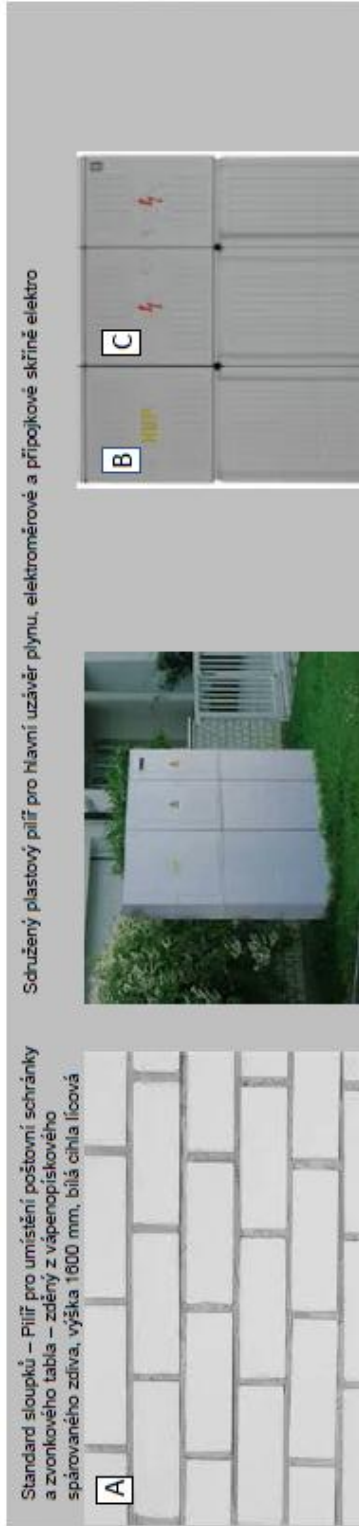 Standard sloupků – Pilíř pro umístění poštovní schránky
a zvonkového tabla – zděný z vápenopískového
spárovaného zdiva, výška 1600 mm, bílá cihla lícová
A
Sdružený plastový pilíř pro hlavní uzávěr plynu, elektroměrové a přípojkové skříně elektro
B
HUP
C